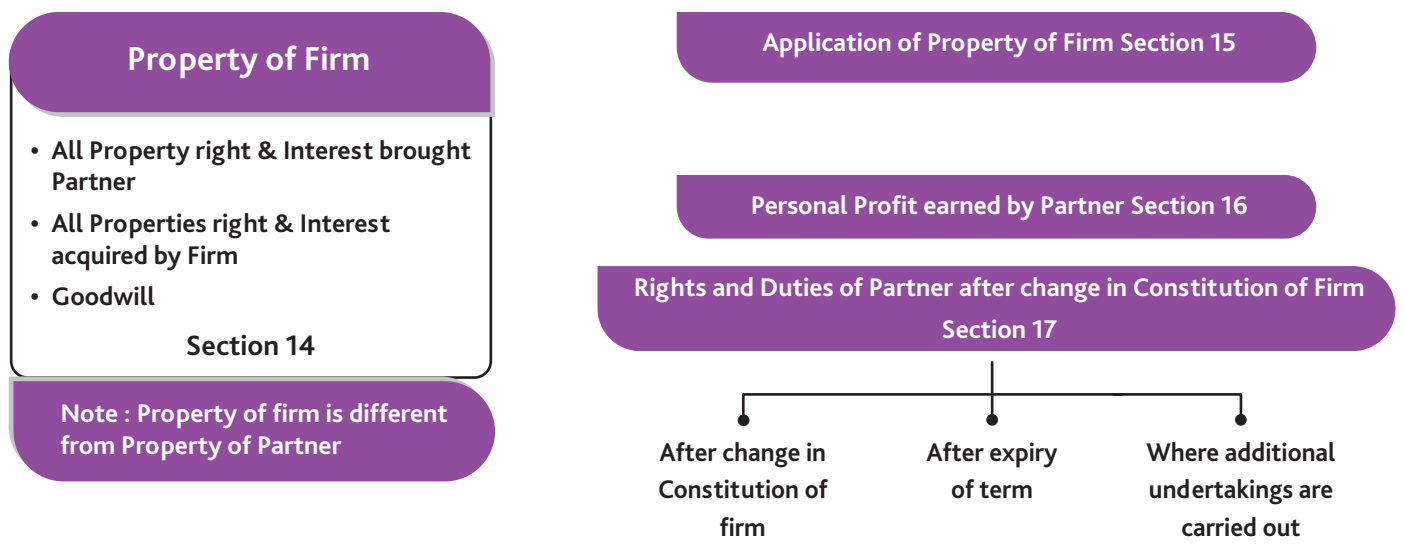 Property of Firm
• All Property right & Interest brought
Partner
• All Properties right & Interest
acquired by Firm
• Goodwill
Section 14
Note : Property of firm is different
from Property of Partner
Application of Property of Firm Section 15
Personal Profit earned by Partner Section 16
Rights and Duties of Partner after change in Constitution of Firm
Section 17
After change in
Constitution of
firm
After expiry
of term
Where additional
undertakings are
carried out